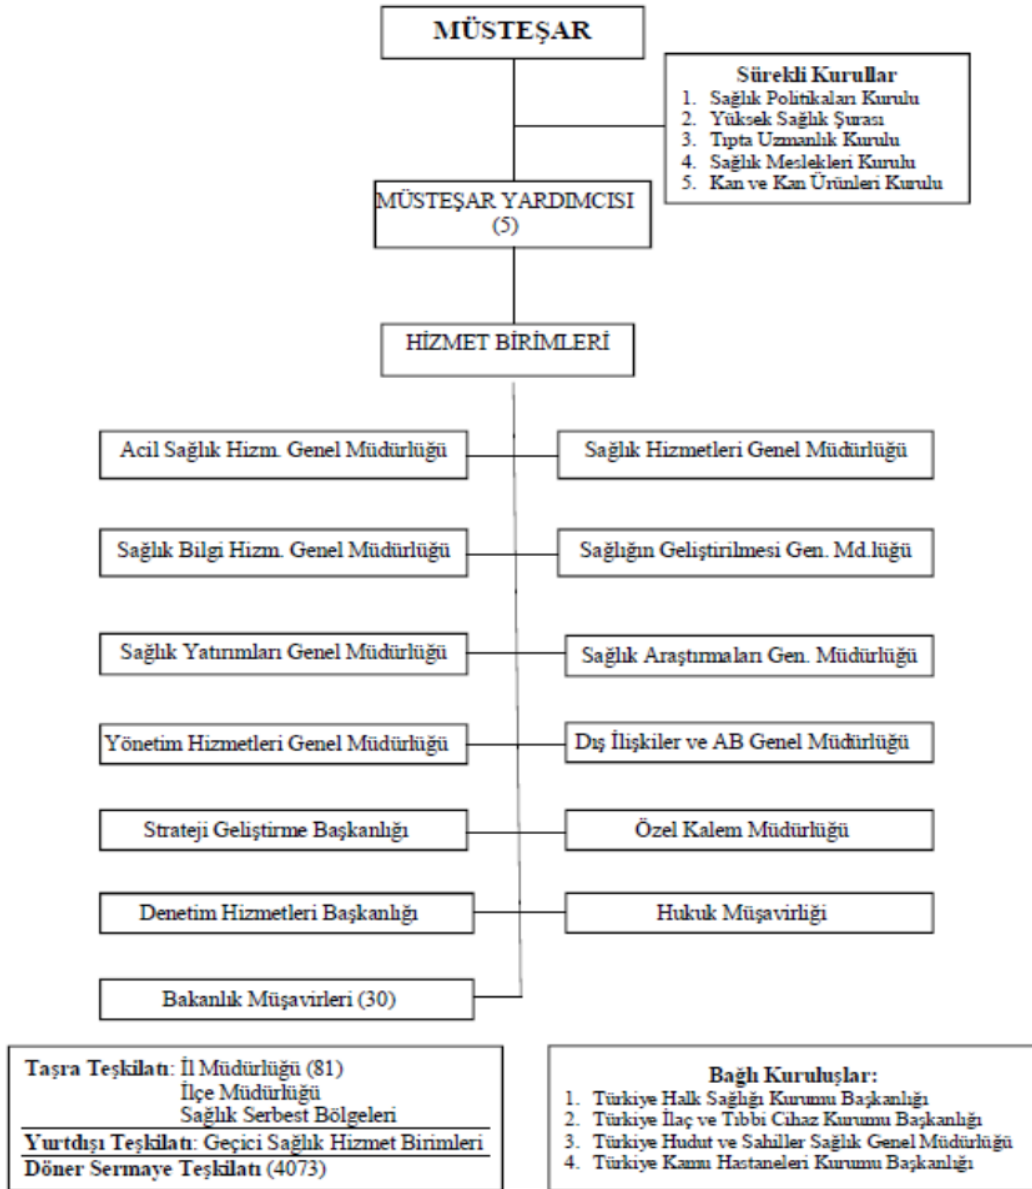 MÜSTEŞAR
Sürekli Kurullar
1. Sağlık Politikaları Kurulu
2. Yüksek Sağlık Şurası
3. Tıpta Uzmanlık Kurulu
4. Sağlık Meslekleri Kurulu
5. Kan ve Kan Ürünleri Kurulu
MÜSTEŞAR YARDIMCISI
(5)
HİZMET BİRİMLERİ
Acil Sağlık Hizm. Genel Müdürlüğü
Sağlık Hizmetleri Genel Müdürlüğü
Sağlık Bilgi Hizm. Genel Müdürlüğü
Sağlığın Geliştirilmesi Gen. Md.lüğü
Sağlık Yatırımları Genel Müdürlüğü
Sağlık Araştırmaları Gen. Müdürlüğü
Yönetim Hizmetleri Genel Müdürlüğü
Dış İlişkiler ve AB Genel Müdürlüğü
Strateji Geliştirme Başkanlığı
Özel Kalem Müdürlüğü
Denetim Hizmetleri Başkanlığı
Hukuk Müşavirliği
Bakanlık Müşavirleri (30)
Taşra Teşkilatı: İl Müdürlüğü (81)
İlçe Müdürlüğü
Sağlık Serbest Bölgeleri
Yurtdışı Teşkilatı: Geçici Sağlık Hizmet Birimleri
Döner Sermaye Teşkilatı (4073)
Bağlı Kuruluşlar:
1. Türkiye Halk Sağlığı Kurumu Başkanlığı
2. Türkiye İlaç ve Tıbbi Cihaz Kurumu Başkanlığı
3. Türkiye Hudut ve Sahiller Sağlık Genel Müdürlüğü
4. Türkiye Kamu Hastaneleri Kurumu Başkanlığı